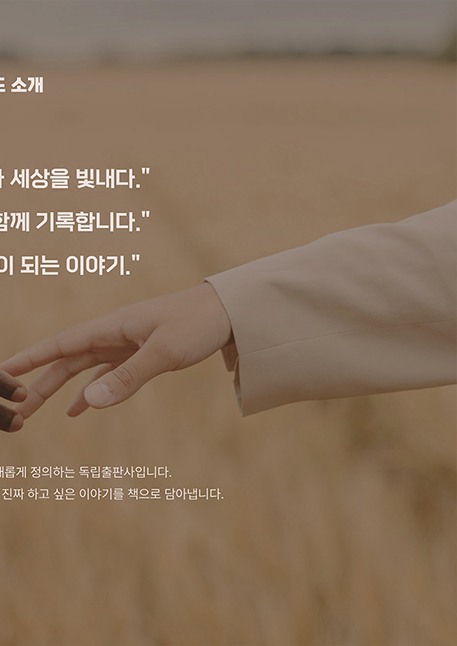 소개
세상을 빛내다."
함께 기록합니다."
이 되는 이야기."
새롭게 정의하는 독립출판사입니다.
진짜 하고 싶은 이야기를 책으로 담아냅니다.